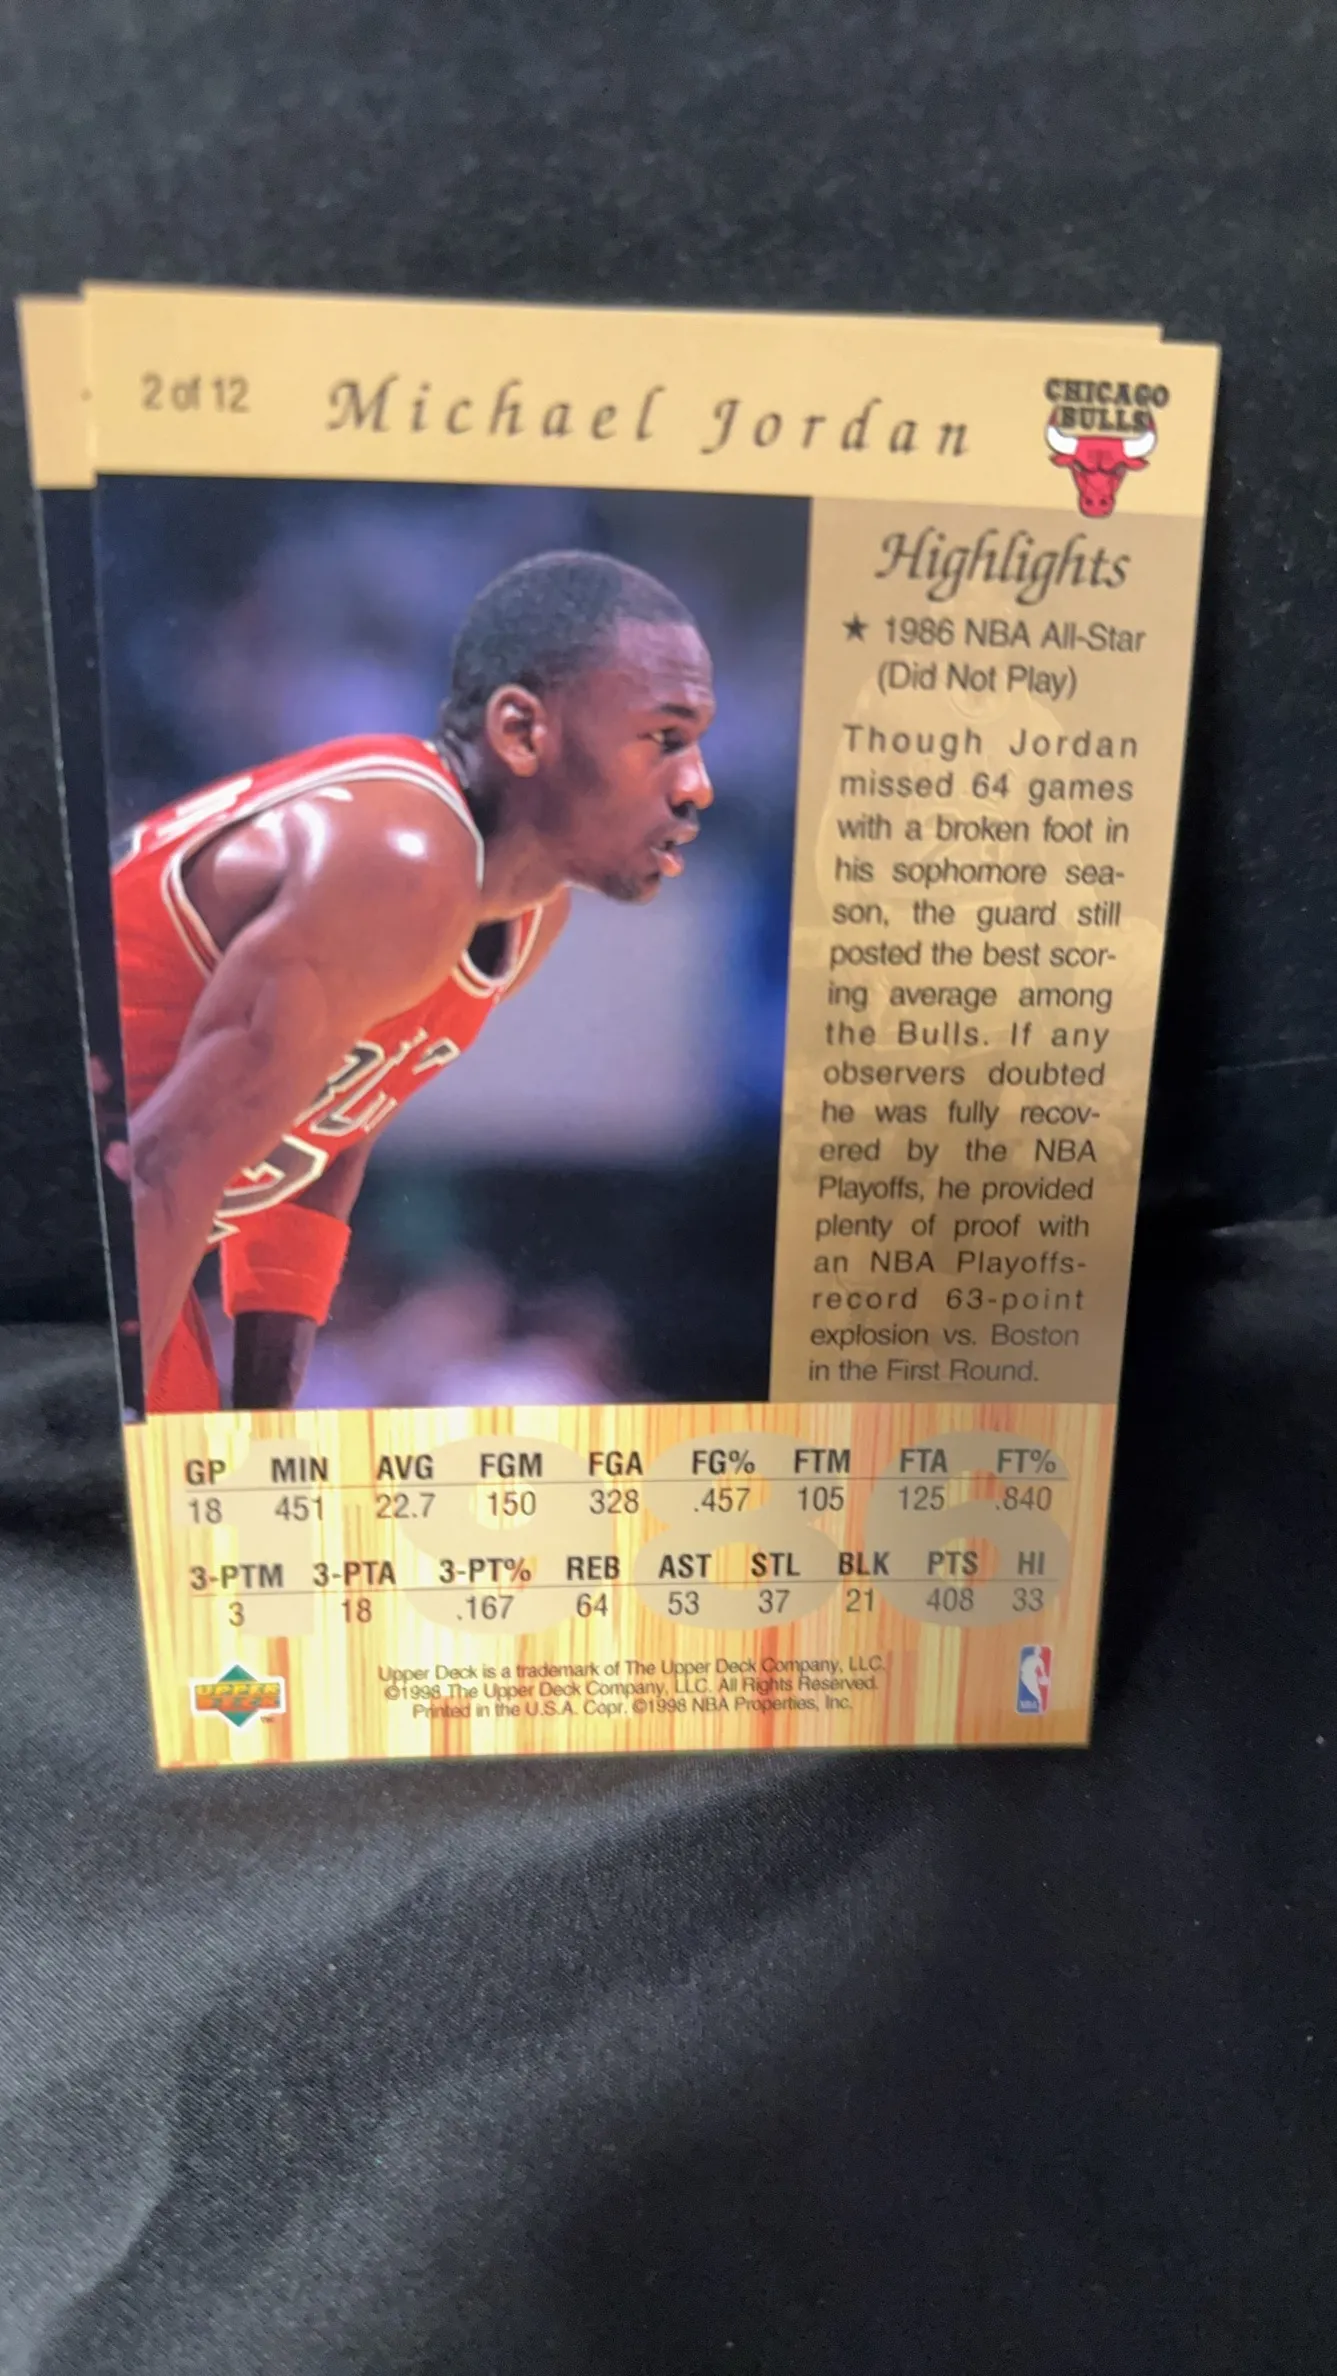 2 of 12 Michael Jordan
CHICAGO
BULLS
Highlights
★ 1986 NBA All-Star
(Did Not Play)
Though Jordan
missed 64 games
with a broken foot in
his sophomore sea-
son, the guard still
posted the best scor-
ing average among
the Bulls. If any
observers doubted
he was fully recov-
ered by the NBA
Playoffs, he provided
plenty of proof with
an NBA Playoffs-
record 63-point
explosion vs. Boston
in the First Round.
1986
GP MIN AVG FGM FGA FG% FTM FTA FT%
18 451 22.7 150 328 .457 105 125 .840
3-PTM 3-PTA 3-PT% REB AST STL BLK PTS HI
3 18 .167 64 53 37 21 408 33
UPPER
DECK
TM
Upper Deck is a trademark of The Upper Deck Company, LLC.
©1998 The Upper Deck Company, LLC. All Rights Reserved.
Printed in the U.S.A. Copr. ©1998 NBA Properties, Inc.
NBA